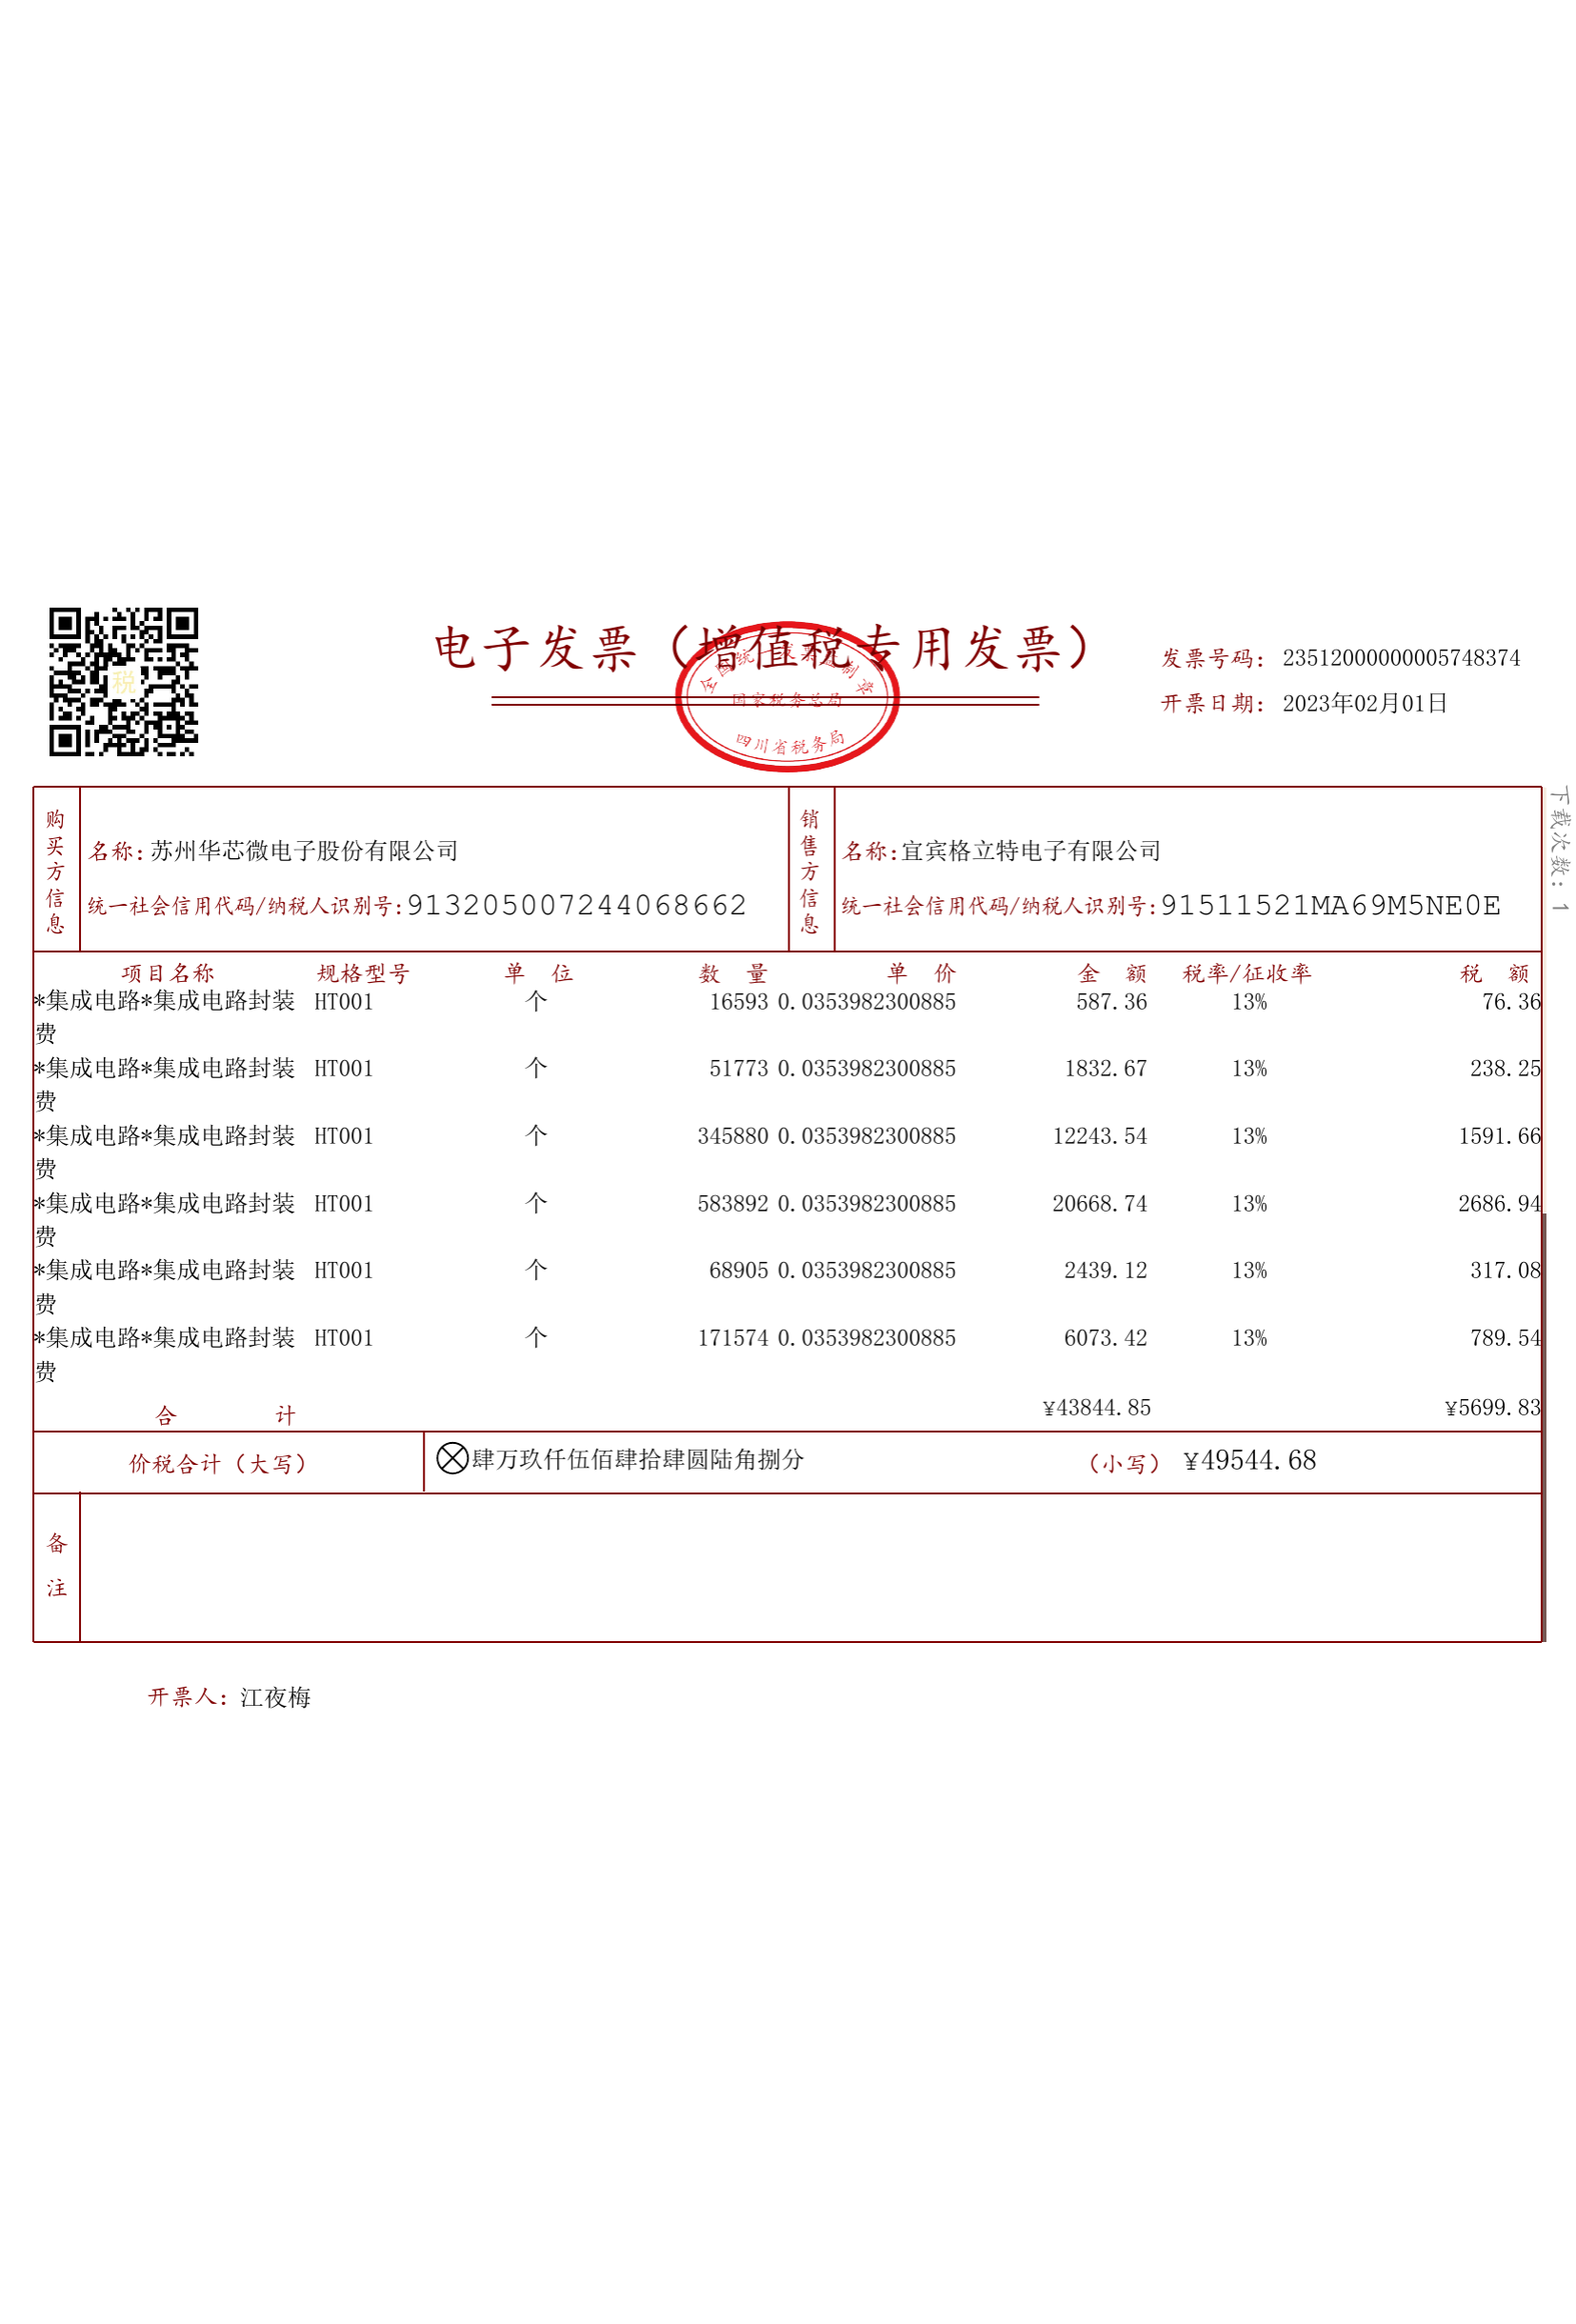 电子发票（增值税专用发票）
全国统一发票监制章
国家税务总局
四川省税务局
税
发票号码：23512000000005748374
开票日期：2023年02月01日
下载次数：1
购买方信息
名称：苏州华芯微电子股份有限公司
统一社会信用代码/纳税人识别号：913205007244068662
销售方信息
名称：宜宾格立特电子有限公司
统一社会信用代码/纳税人识别号：91511521MA69M5NE0E
项目名称 规格型号 单 位 数 量 单 价 金 额 税率/征收率 税 额
*集成电路*集成电路封装 HT001 个 16593 0.0353982300885 587.36 13% 76.36
费
*集成电路*集成电路封装 HT001 个 51773 0.0353982300885 1832.67 13% 238.25
费
*集成电路*集成电路封装 HT001 个 345880 0.0353982300885 12243.54 13% 1591.66
费
*集成电路*集成电路封装 HT001 个 583892 0.0353982300885 20668.74 13% 2686.94
费
*集成电路*集成电路封装 HT001 个 68905 0.0353982300885 2439.12 13% 317.08
费
*集成电路*集成电路封装 HT001 个 171574 0.0353982300885 6073.42 13% 789.54
费
合 计 ¥43844.85 ¥5699.83
价税合计（大写） 肆万玖仟伍佰肆拾肆圆陆角捌分 （小写） ¥49544.68
备注
开票人：江夜梅